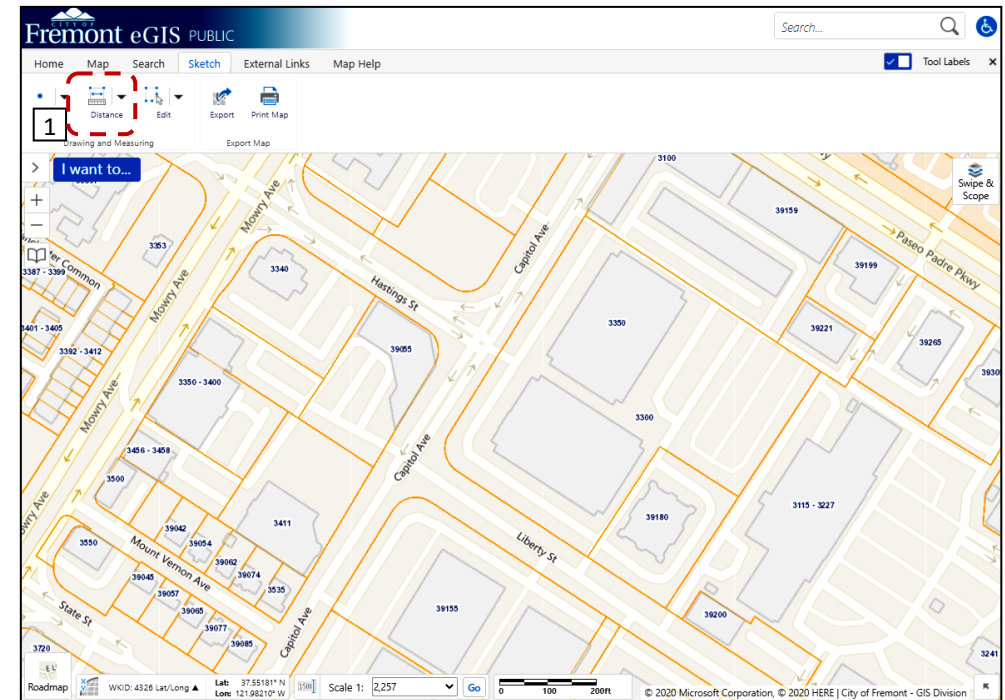 CITY OF
Fremont eGIS PUBLIC
Search...
Home Map Search Sketch External Links Map Help
Tool Labels x
1
Distance Edit Export Print Map
Drawing and Measuring Export Map
I want to...
Swipe &
Scope
3100
39159
Paseo Padre Pkwy
Mowry Ave
3353
3340
Capitol Ave
39199
Common
3387 - 3399
Mowry Ave
Hastings St
3350
39221
39265
3401 - 3405
3392 - 3412
39055
3930
3350 - 3400
Mowry Ave
3300
3456 - 3458
Capitol Ave
3500
3115 - 3227
39180
3411
39042
39054
3550
Mount Vernon Ave
Liberty St
39062
39074
39045
39057
3535
39065
39155
39200
State St
39077
39085
Capitol Ave
3720
3241
Roadmap
WKID: 4326 Lat/Long
Lat: 37.55181° N
Lon: 121.98210° W
Scale 1: 2,257
Go
0 100 200ft
© 2020 Microsoft Corporation, © 2020 HERE | City of Fremont - GIS Division